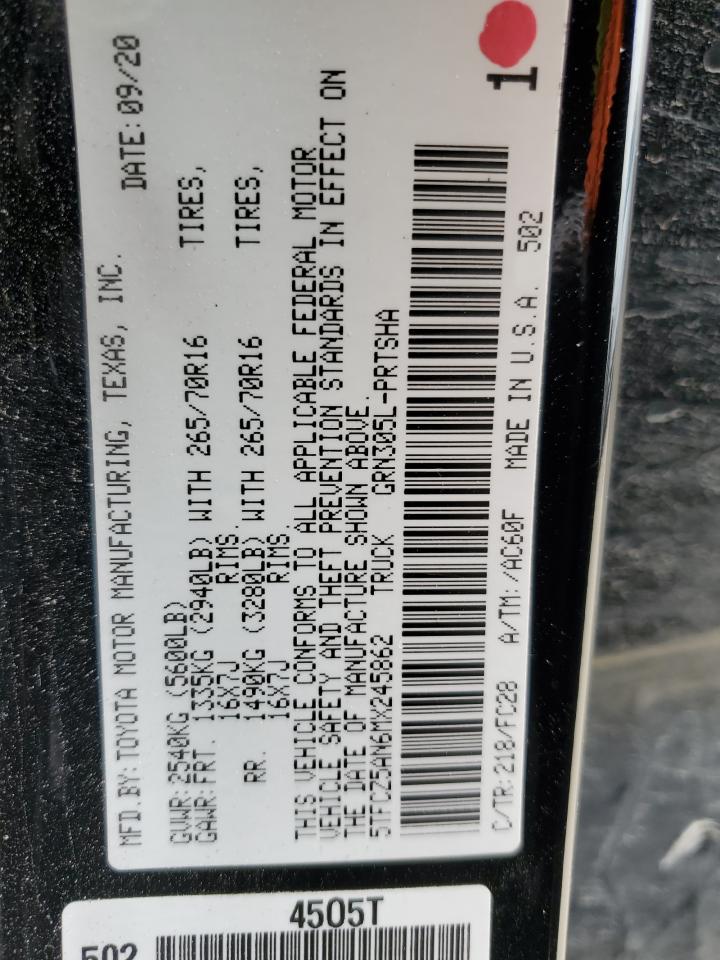 MFD.BY: TOYOTA MOTOR MANUFACTURING, TEXAS, INC. DATE: 09/20
GVWR: 2540KG (5600LB)
GAWR: FRT. 1335KG (2940LB) WITH 265/70R16 TIRES,
16X7J RIMS.
RR. 1490KG (3280LB) WITH 265/70R16 TIRES,
16X7J RIMS.
THIS VEHICLE CONFORMS TO ALL APPLICABLE FEDERAL MOTOR
VEHICLE SAFETY AND THEFT PREVENTION STANDARDS IN EFFECT ON
THE DATE OF MANUFACTURE SHOWN ABOVE.
5TFCZ5AN6MX245862 TRUCK GRN305L-PRTSHA
C/TR: 218/FC28 A/TM: /AC60F MADE IN U.S.A. 502
1
4505T
502